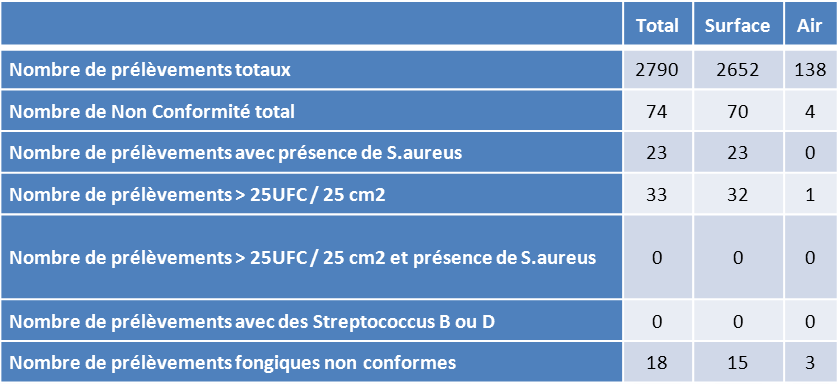 Total Surface Air
Nombre de prélèvements totaux 2790 2652 138
Nombre de Non Conformité total 74 70 4
Nombre de prélèvements avec présence de S.aureus 23 23 0
Nombre de prélèvements > 25UFC / 25 cm2 33 32 1
Nombre de prélèvements > 25UFC / 25 cm2 et présence de S.aureus 0 0 0
Nombre de prélèvements avec des Streptococcus B ou D 0 0 0
Nombre de prélèvements fongiques non conformes 18 15 3